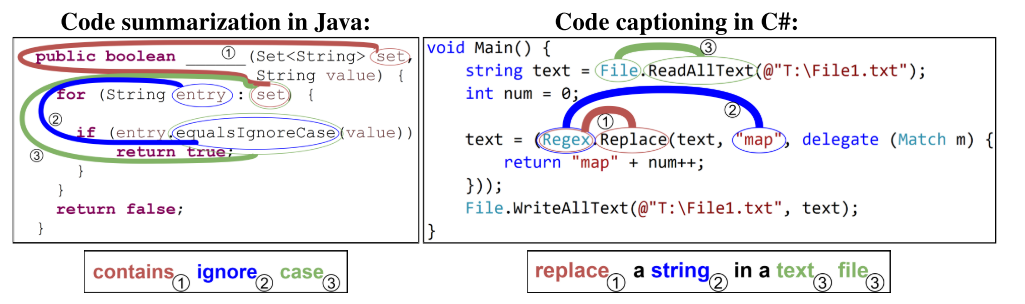 Code summarization in Java:
public boolean ______(Set<String> set,
String value) {
for (String entry : set) {
if (entry.equalsIgnoreCase(value))
return true;
}
}
return false;
}
① ② ③
contains① ignore② case③
Code captioning in C#:
void Main() {
string text = File.ReadAllText(@"T:\File1.txt");
int num = 0;
text = (Regex.Replace(text, "map", delegate (Match m) {
return "map" + num++;
}));
File.WriteAllText(@"T:\File1.txt", text);
}
③ ② ①
replace① a string② in a text③ file③